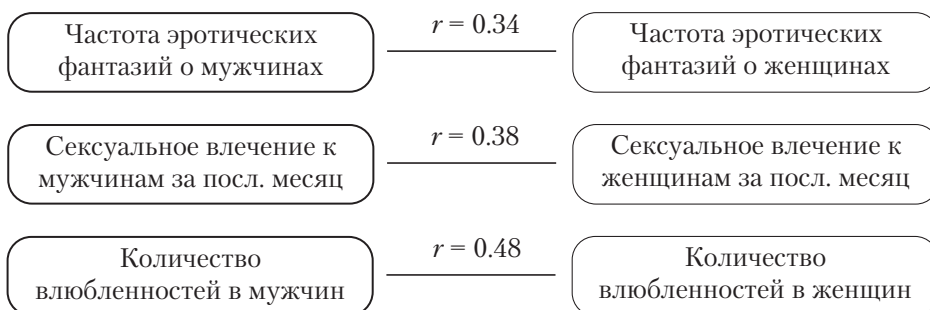 Частота эротических
фантазий о мужчинах
r = 0.34
Частота эротических
фантазий о женщинах
Сексуальное влечение к
мужчинам за посл. месяц
r = 0.38
Сексуальное влечение к
женщинам за посл. месяц
Количество
влюбленностей в мужчин
r = 0.48
Количество
влюбленностей в женщин